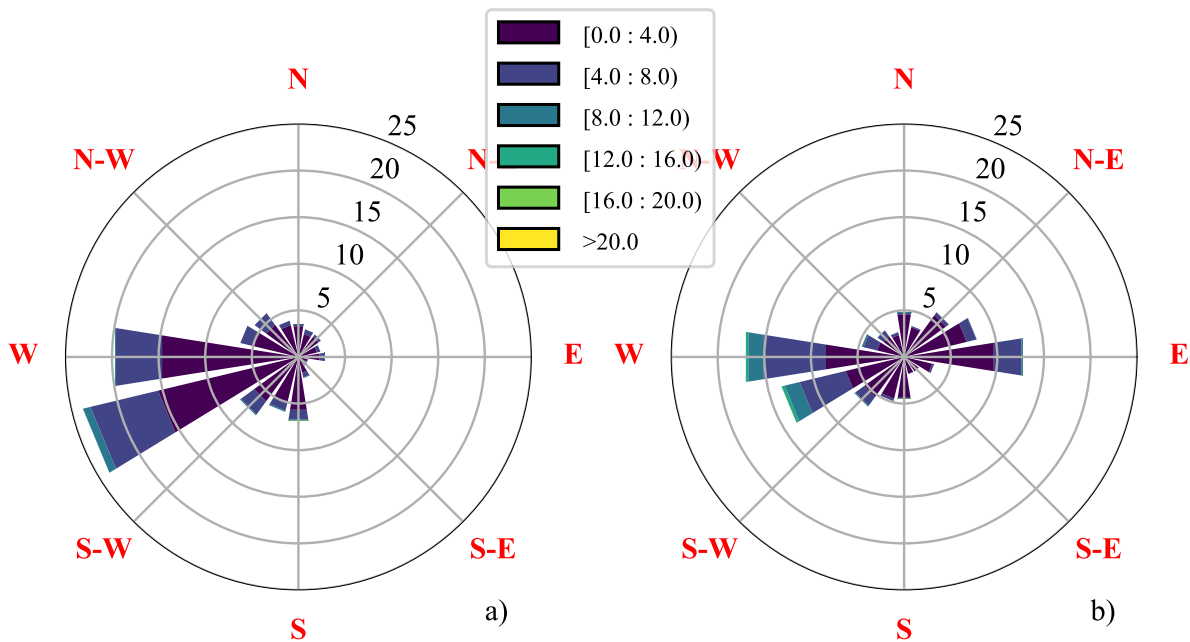 [0.0 : 4.0)
[4.0 : 8.0)
[8.0 : 12.0)
[12.0 : 16.0)
[16.0 : 20.0)
>20.0
N
N-W
N-
W
E
S-W
S-E
S
5
10
15
20
25
a)
N
N-W
N-E
W
E
S-W
S-E
S
5
10
15
20
25
b)